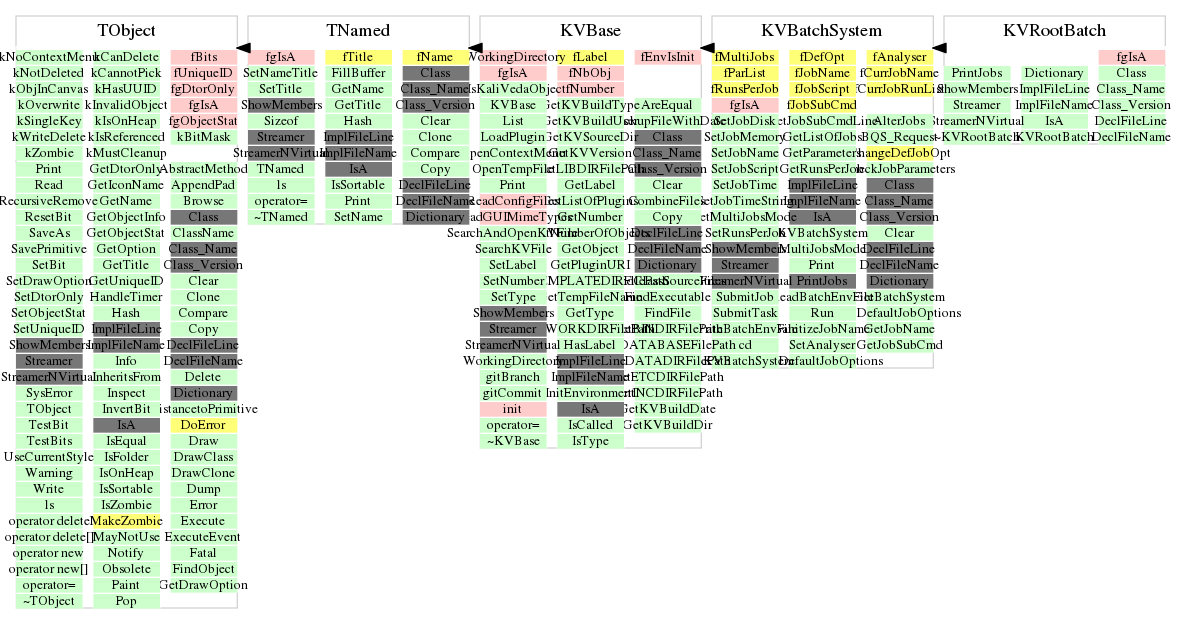 TObject
kNoContextMenu kCanDelete fBits
kNotDeleted kCannotPick fUniqueID
kObjInCanvas kHasUUID fgDtorOnly
kOverwrite kInvalidObject fgIsA
kSingleKey kIsOnHeap fgObjectStat
kWriteDelete kIsReferenced kBitMask
kZombie kMustCleanup
Print GetDtorOnly AbstractMethod
Read GetIconName AppendPad
RecursiveRemove GetName Browse
ResetBit GetObjectInfo Class
SaveAs GetObjectStat ClassName
SavePrimitive GetOption Class_Name
SetBit GetTitle Class_Version
SetDrawOption GetUniqueID Clear
SetDtorOnly HandleTimer Clone
SetObjectStat Hash Compare
SetUniqueID ImplFileLine Copy
ShowMembers ImplFileName DeclFileLine
Streamer Info DeclFileName
StreamerNVirtual InheritsFrom Delete
SysError Inspect Dictionary
TObject InvertBit istancetoPrimitive
TestBit IsA DoError
TestBits IsEqual Draw
UseCurrentStyle IsFolder DrawClass
Warning IsOnHeap DrawClone
Write IsSortable Dump
ls IsZombie Error
operator delete MakeZombie Execute
operator delete[] MayNotUse ExecuteEvent
operator new Notify Fatal
operator new[] Obsolete FindObject
operator= Paint GetDrawOption
~TObject Pop
TNamed
fgIsA fTitle fName
SetNameTitle FillBuffer Class
SetTitle GetName Class_Name
ShowMembers GetTitle Class_Version
Sizeof Hash Clear
Streamer ImplFileLine Clone
StreamerNVirtual ImplFileName Compare
TNamed IsA Copy
ls IsSortable DeclFileLine
operator= Print DeclFileName
~TNamed SetName Dictionary
KVBase
WorkingDirectory fLabel fEnvIsInit
fgIsA fNbObj
IsKaliVedaObject fNumber
KVBase GetKVBuildType AreEqual
List GetKVBuildUser
LoadPlugin GetKVSourceDir Class
OpenContextMenu GetKVVersion Class_Name
OpenTempFile GetLIBDIRFilePath Class_Version
Print GetLabel Clear
ReadConfigFiles GetListOfPlugins CombineFiles
ReadGUIMimeTypes GetNumber Copy
SearchAndOpenKVFile GetNumberOfObjects DeclFileLine
SearchKVFile GetObject DeclFileName
SetLabel GetPluginURI Dictionary
SetNumber
SetType GetTempFileName FindExecutable
ShowMembers GetType FindFile
Streamer
StreamerNVirtual HasLabel
WorkingDirectory ImplFileLine
gitBranch ImplFileName GetETCDIRFilePath
gitCommit InitEnvironment GetINCDIRFilePath
init IsA GetKVBuildDate
operator= IsCalled GetKVBuildDir
~KVBase IsType
KVBatchSystem
fMultiJobs fDefOpt fAnalyser
fParList fJobName fCurrJobName
fRunsPerJob fJobScript fCurrJobRunList
fgIsA fJobSubCmd
SetJobDisk GetJobSubCmdLine AlterJobs
SetJobMemory GetListOfJobs BQS_Request
SetJobName GetParameters ChangeDefJobOpt
SetJobScript GetRunsPerJob CheckJobParameters
SetJobTime ImplFileLine Class
SetJobTimeString ImplFileName Class_Name
SetMultiJobsMode IsA Class_Version
SetRunsPerJob KVBatchSystem Clear
ShowMembers MultiJobsMode DeclFileLine
Streamer Print DeclFileName
StreamerNVirtual PrintJobs Dictionary
SubmitJob ReadBatchEnvFile GetBatchSystem
SubmitTask Run DefaultJobOptions
WriteBatchEnvFile SanitizeJobName GetJobName
cd SetAnalyser GetJobSubCmd
~KVBatchSystem DefaultJobOptions
KVRootBatch
fgIsA
PrintJobs Dictionary Class
ShowMembers ImplFileLine Class_Name
Streamer ImplFileName Class_Version
StreamerNVirtual IsA DeclFileLine
~KVRootBatch KVRootBatch DeclFileName